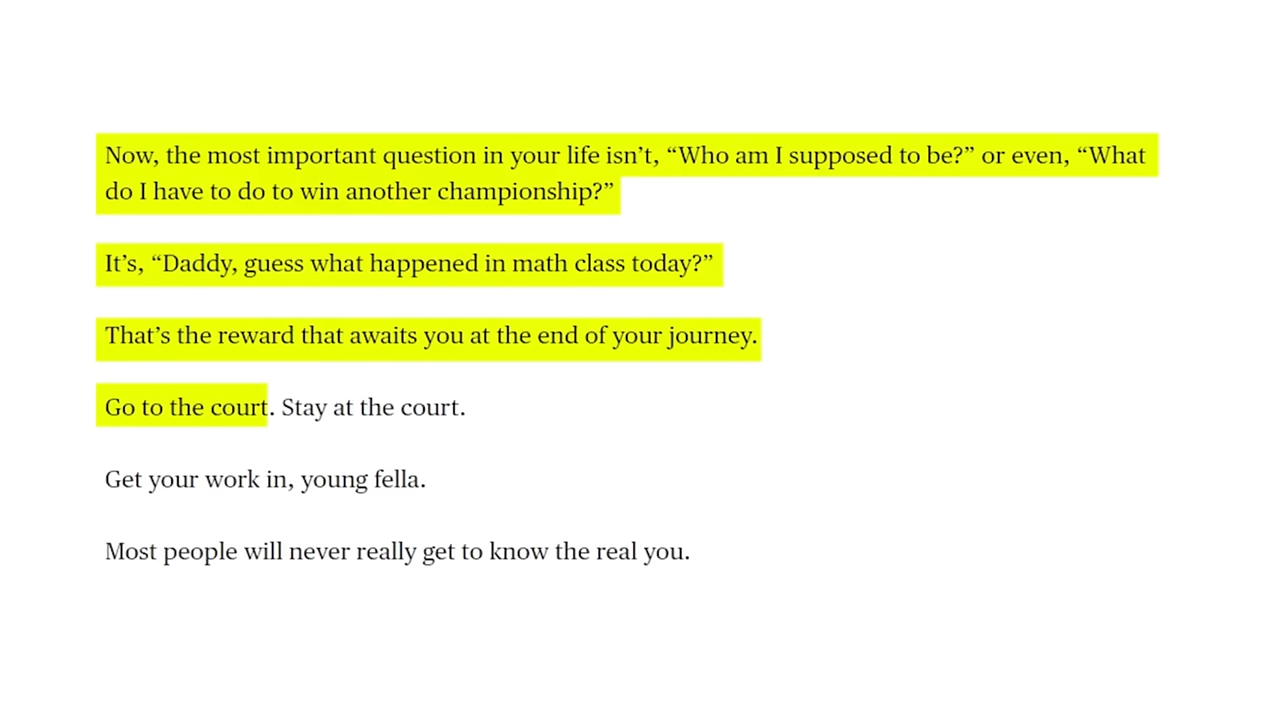 Now, the most important question in your life isn’t, “Who am I supposed to be?” or even, “What
do I have to do to win another championship?”
It’s, “Daddy, guess what happened in math class today?”
That’s the reward that awaits you at the end of your journey.
Go to the court. Stay at the court.
Get your work in, young fella.
Most people will never really get to know the real you.